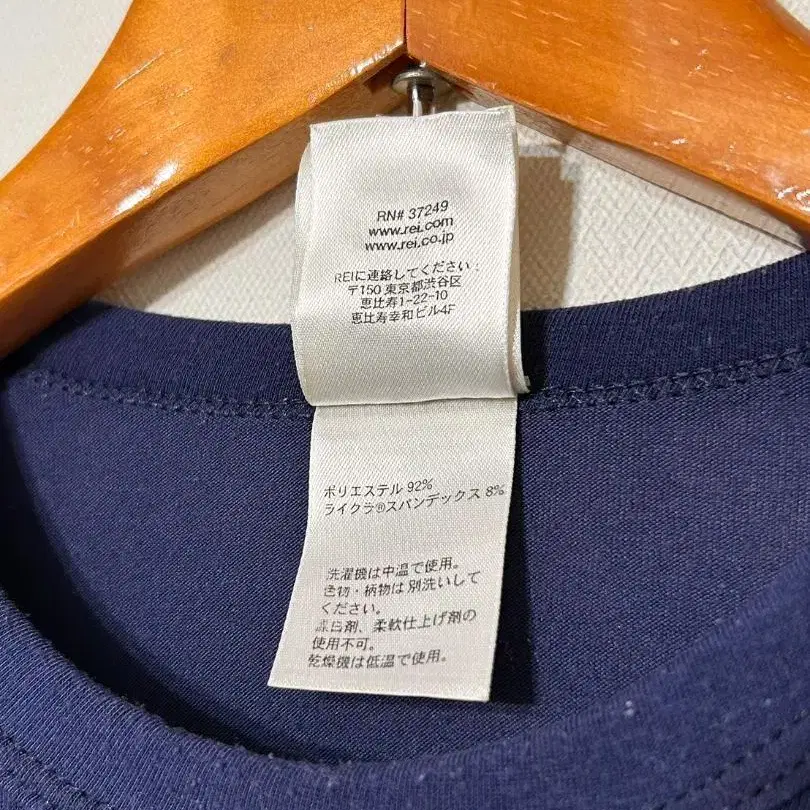 RN# 37249
www.rei.com
www.rei.co.jp
REIに連絡してください:
〒150 東京都渋谷区
恵比寿1-22-10
恵比寿幸和ビル4F
ポリエステル 92%
ライクラ®スパンデックス 8%
洗濯機は中温で使用。
色物・柄物は別洗いして
ください。
漂白剤、柔軟仕上げ剤の
使用不可。
乾燥機は低温で使用。